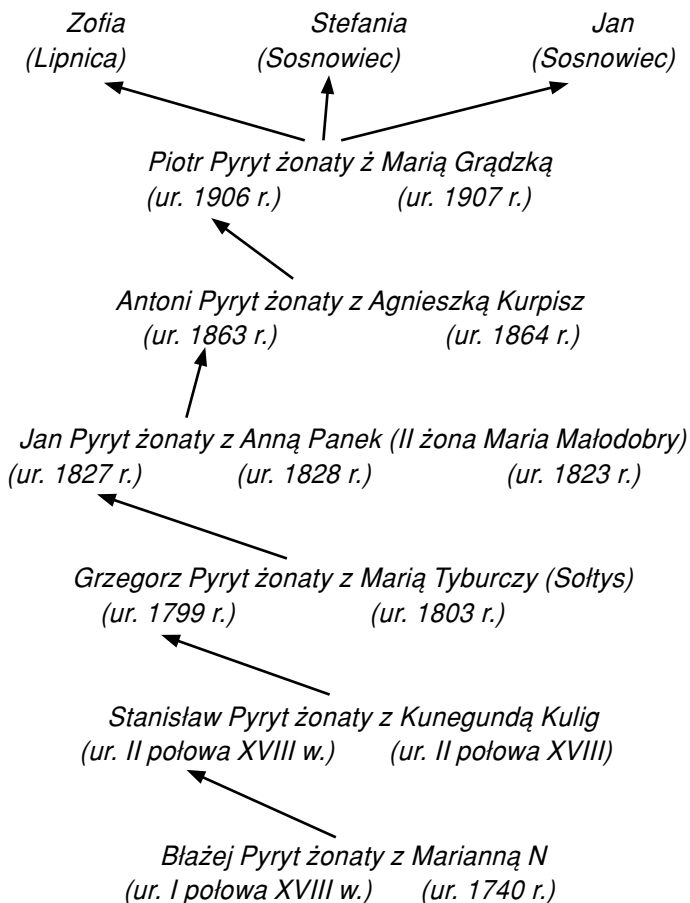 Zofia Stefania Jan
(Lipnica) (Sosnowiec) (Sosnowiec)
Piotr Pyryt żonaty ż Marią Grądzką
(ur. 1906 r.) (ur. 1907 r.)
Antoni Pyryt żonaty z Agnieszką Kurpisz
(ur. 1863 r.) (ur. 1864 r.)
Jan Pyryt żonaty z Anną Panek (II żona Maria Małodobry)
(ur. 1827 r.) (ur. 1828 r.) (ur. 1823 r.)
Grzegorz Pyryt żonaty z Marią Tyburczy (Sołtys)
(ur. 1799 r.) (ur. 1803 r.)
Stanisław Pyryt żonaty z Kunegundą Kulig
(ur. II połowa XVIII w.) (ur. II połowa XVIII)
Błażej Pyryt żonaty z Marianną N
(ur. I połowa XVIII w.) (ur. 1740 r.)